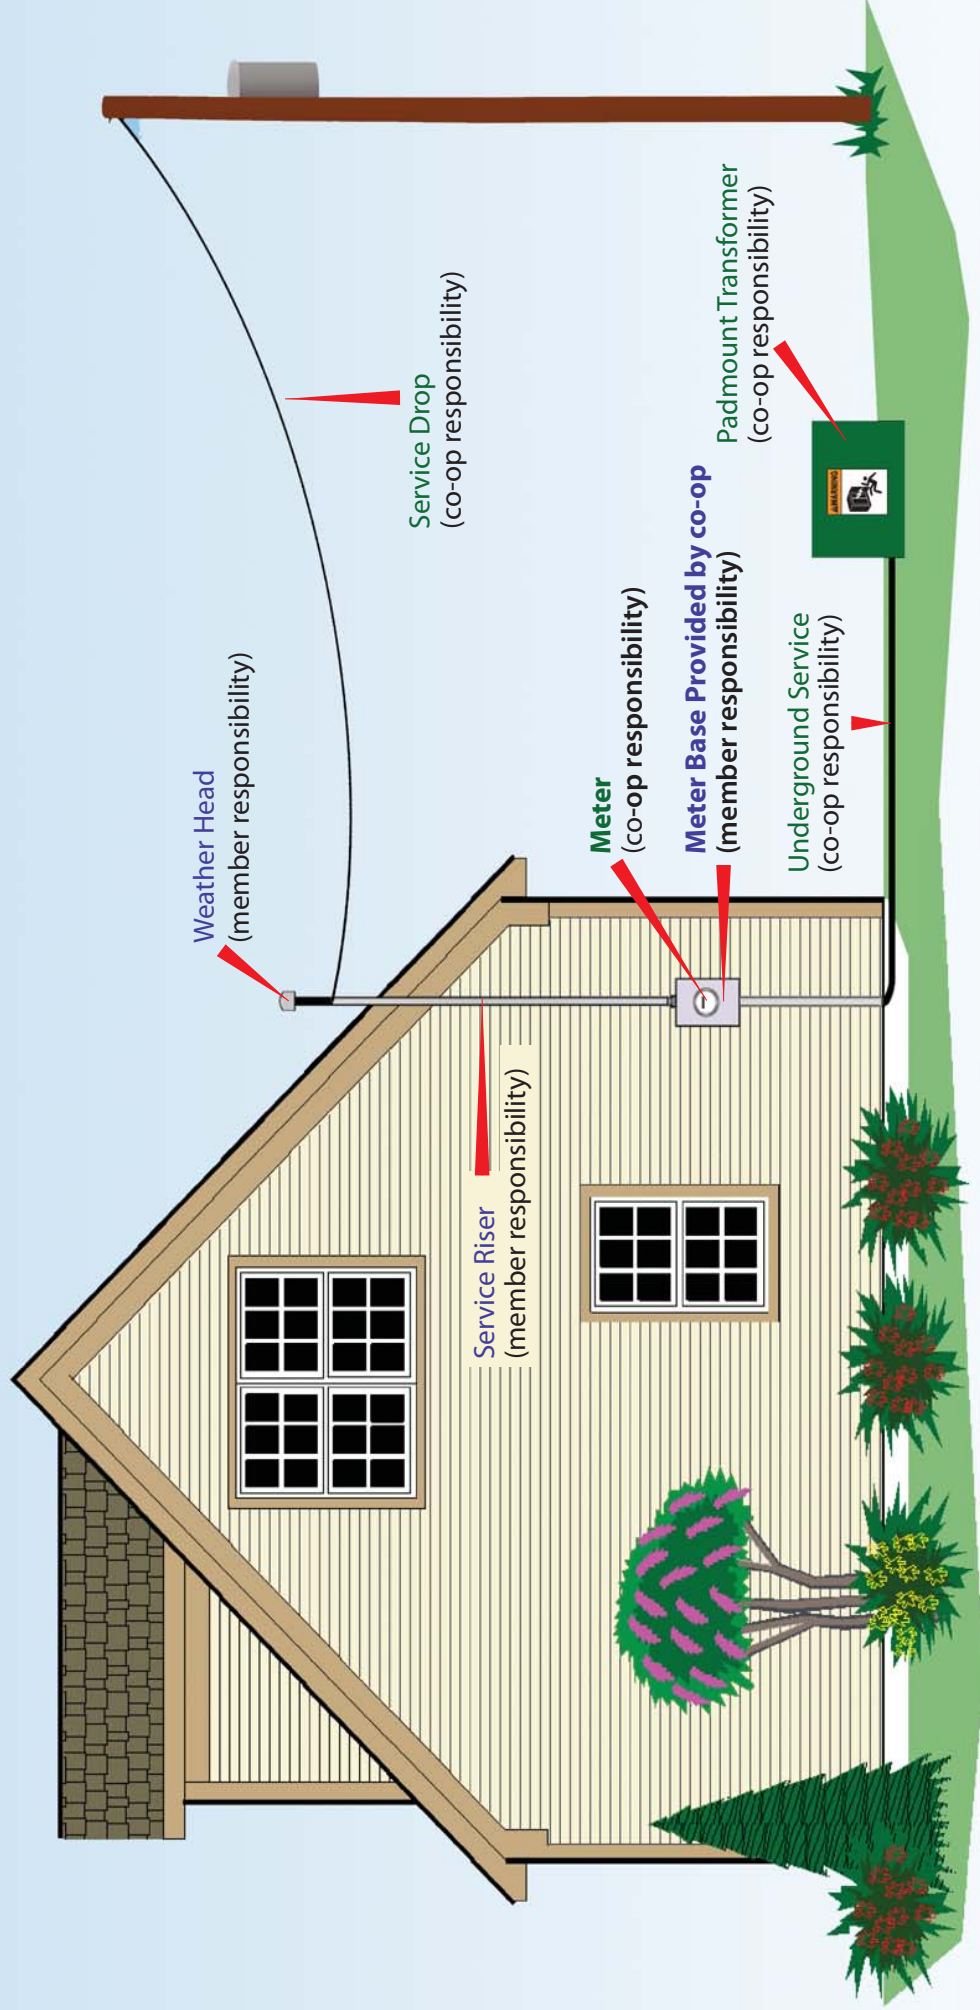 Weather Head
(member responsibility)
Service Drop
(co-op responsibility)
Service Riser
(member responsibility)
Meter
(co-op responsibility)
Meter Base Provided by co-op
(member responsibility)
Padmount Transformer
(co-op responsibility)
Underground Service
(co-op responsibility)
WARNING